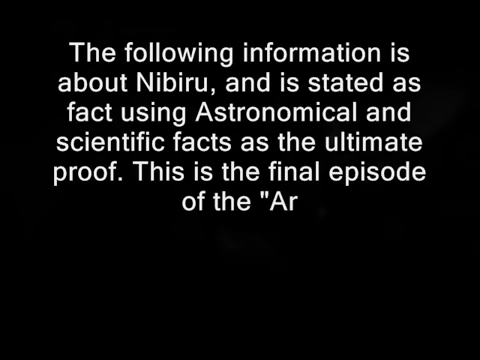 The following information is
about Nibiru, and is stated as
fact using Astronomical and
scientific facts as the ultimate
proof. This is the final episode
of the "Ar